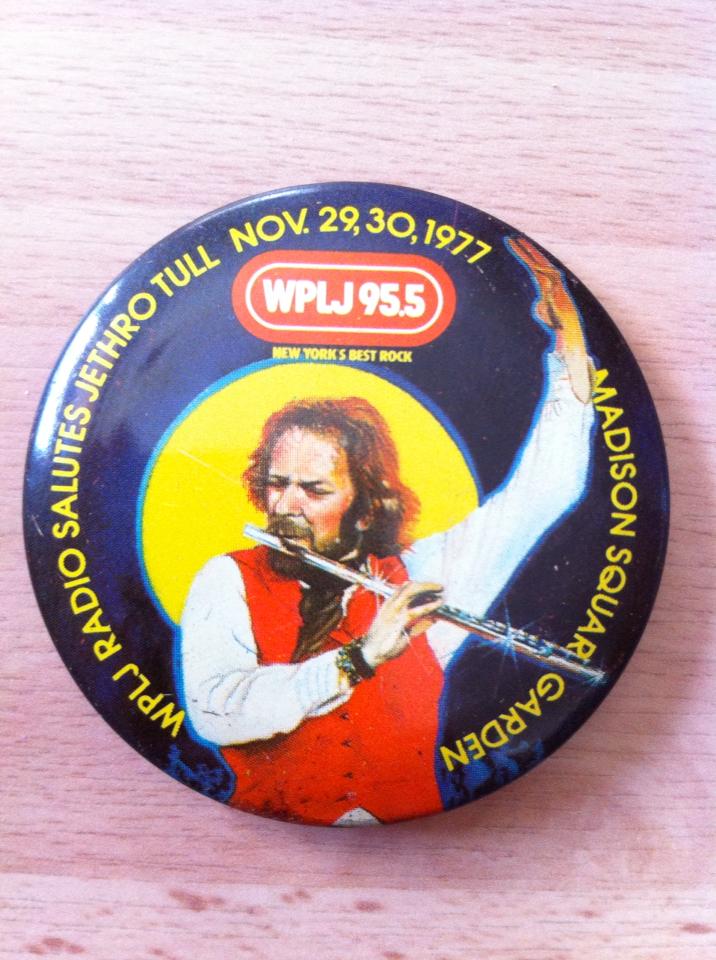 WPLJ RADIO SALUTES JETHRO TULL NOV. 29, 30, 1977
WPLJ 95.5
NEW YORK S BEST ROCK
MADISON SQUARE GARDEN